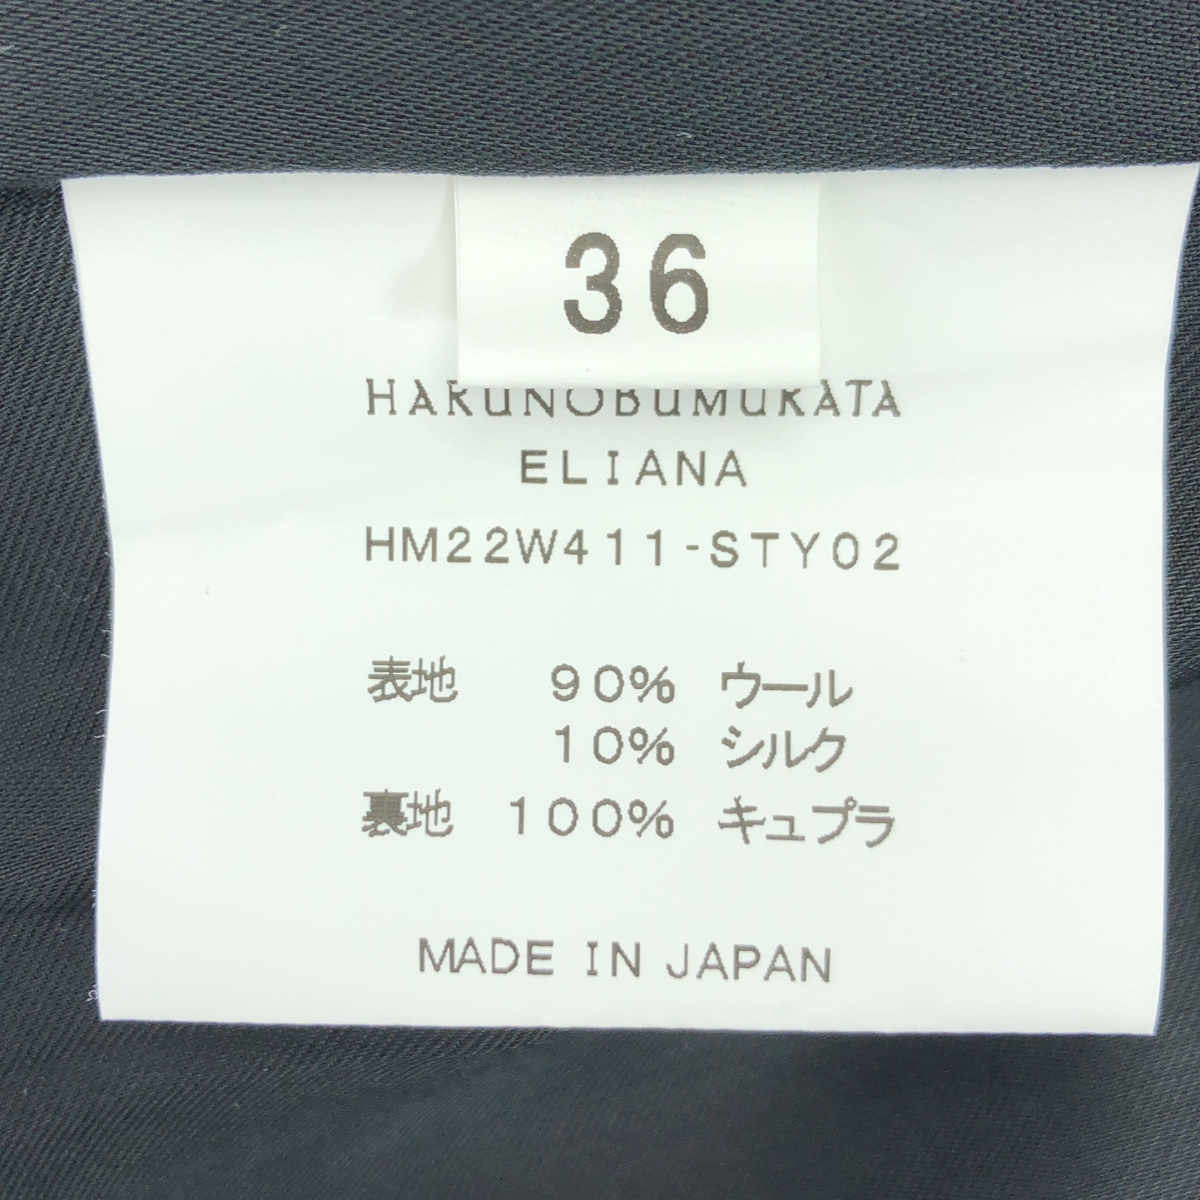 36
HARUNOBUMURATA
ELIANA
HM22W411-STY02
表地 90% ウール
10% シルク
裏地 100% キュプラ
MADE IN JAPAN